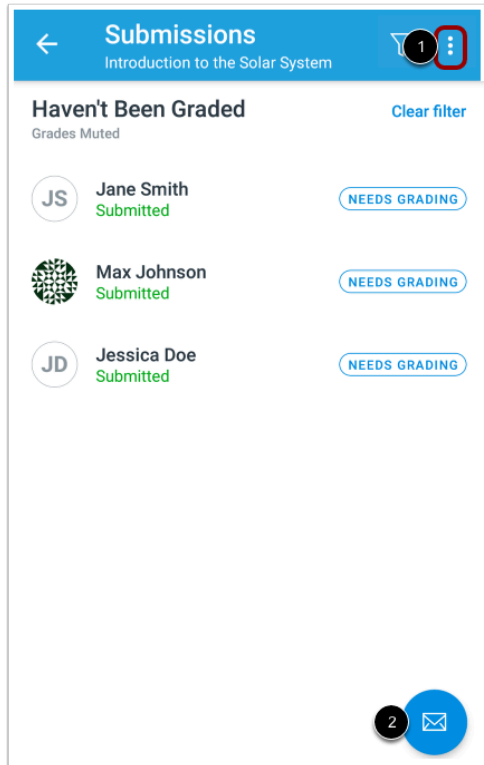 Submissions
1
Introduction to the Solar System
Haven't Been Graded
Clear filter
Grades Muted
JS
Jane Smith
Submitted
NEEDS GRADING
Max Johnson
Submitted
NEEDS GRADING
JD
Jessica Doe
Submitted
NEEDS GRADING
2